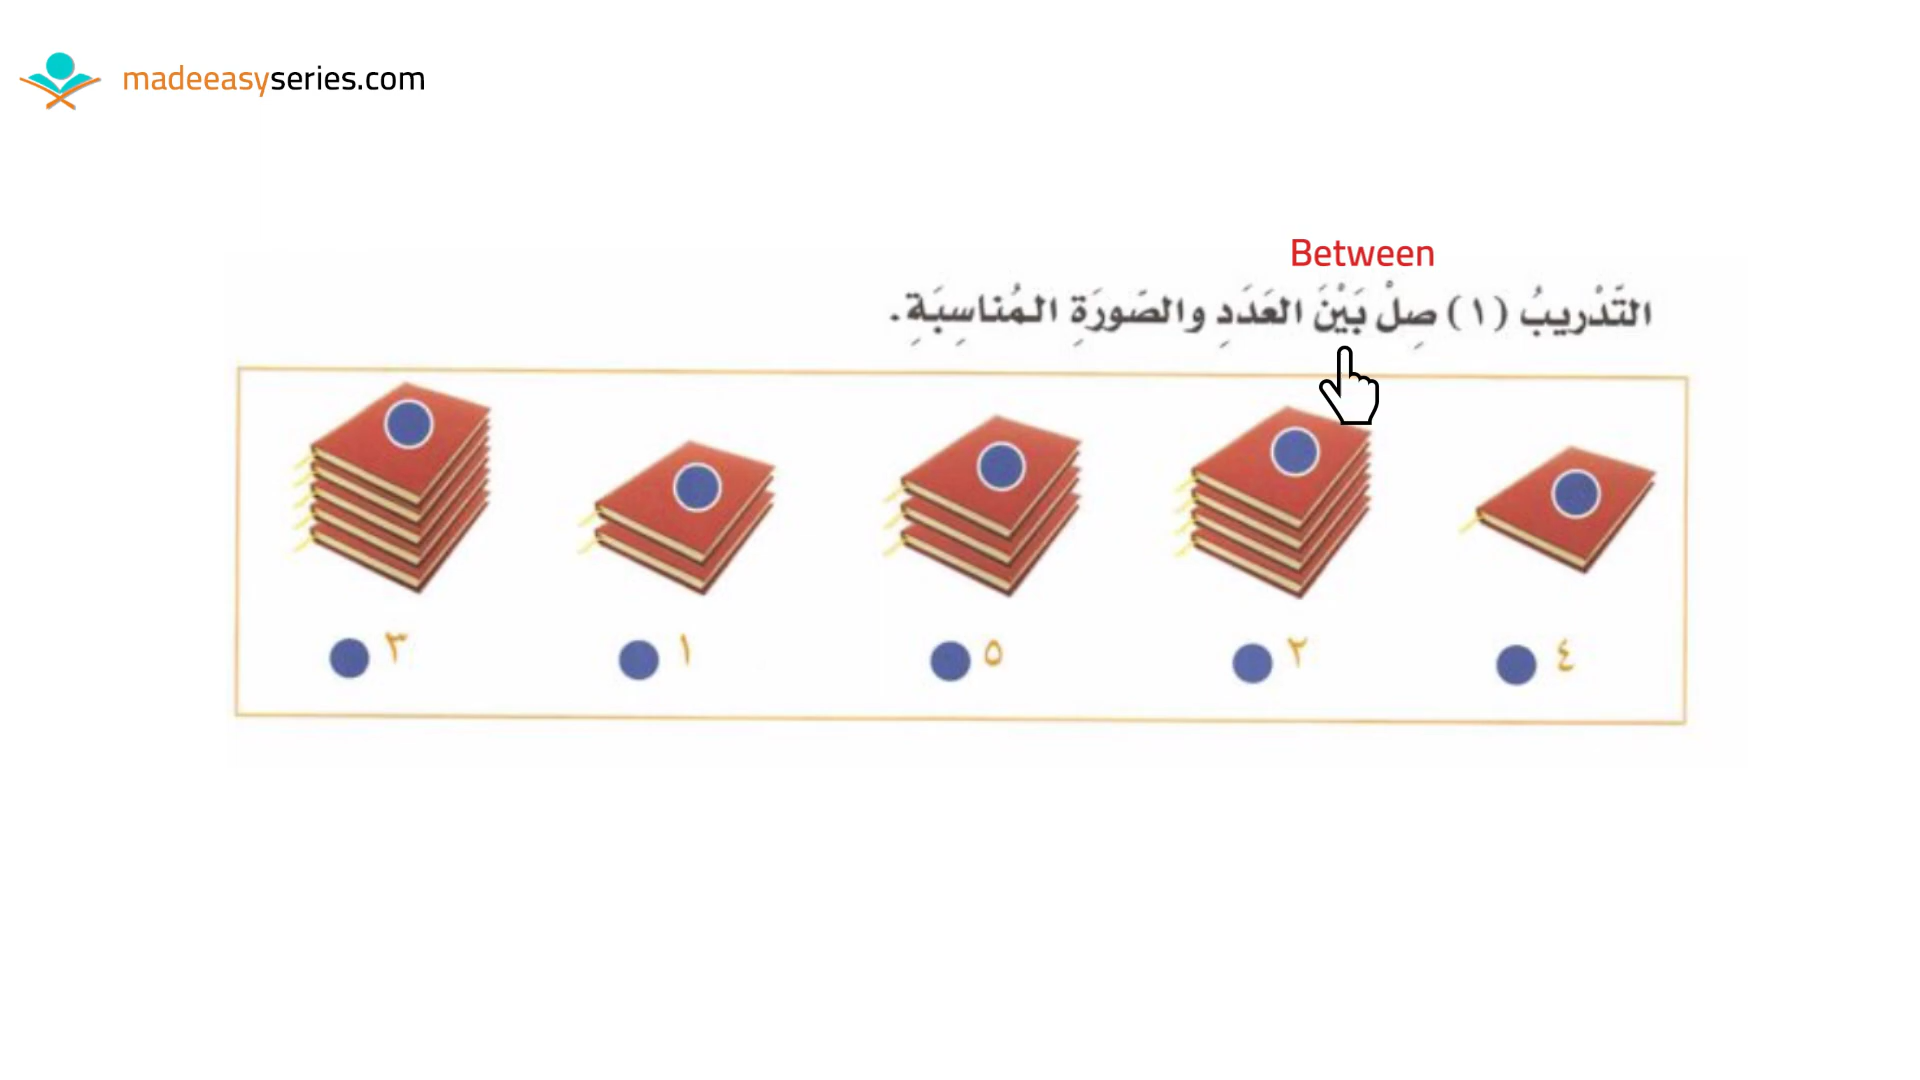 madeeasyseries.com
Between
التَّدْرِيبُ (١) صِلْ بَيْنَ العَدَدِ والصّورَةِ المُناسِبَةِ.
٤ ٢ ٥ ١ ٣